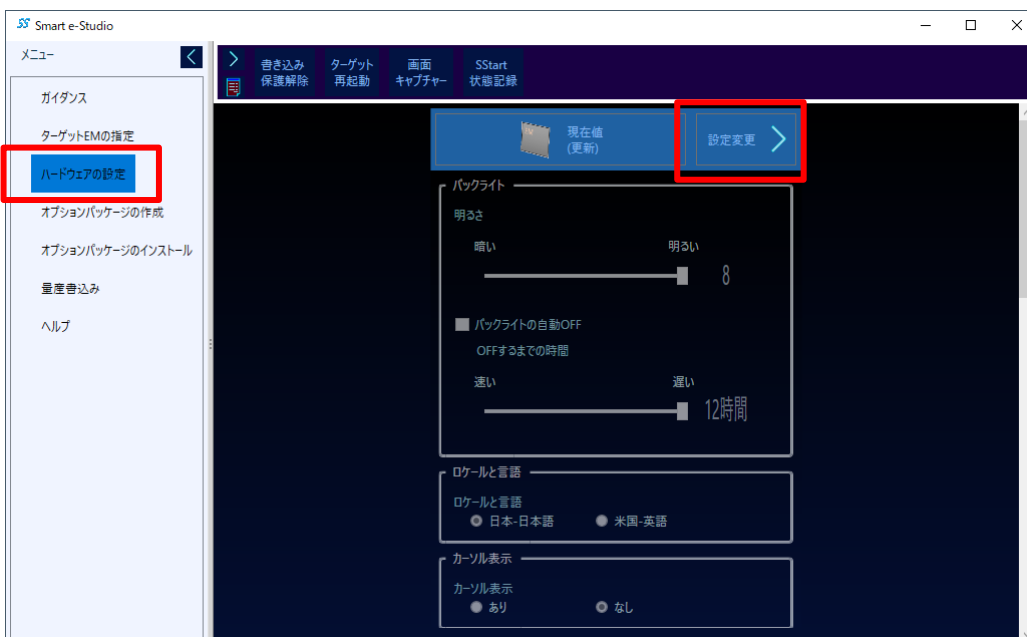 SS Smart e-Studio
メニュー
ガイダンス
ターゲットEMの指定
ハードウェアの設定
オプションパッケージの作成
オプションパッケージのインストール
量産書込み
ヘルプ
書き込み
保護解除
ターゲット
再起動
画面
キャプチャー
SStart
状態記録
現在値
(更新)
設定変更
バックライト
明るさ
暗い 明るい
8
バックライトの自動OFF
OFFするまでの時間
速い 遅い
12時間
ロケールと言語
ロケールと言語
日本-日本語 米国-英語
カーソル表示
カーソル表示
あり なし